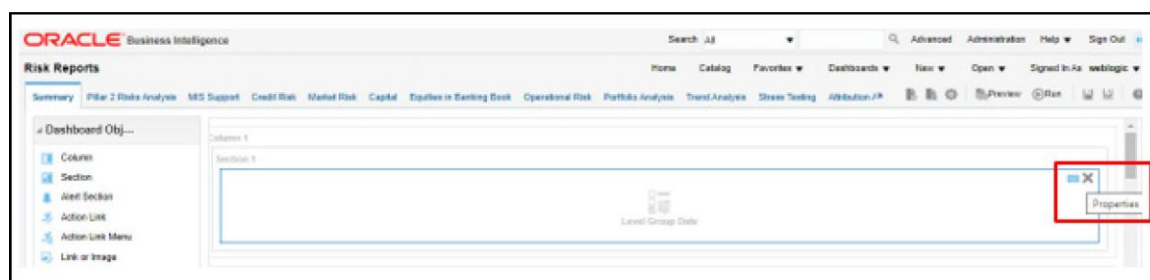 ORACLE Business Intelligence Search All Advanced Administration Help Sign Out
Risk Reports Home Catalog Favorites Dashboards New Open Signed In As weblogic
Summary Pillar 2 Risks Analysis MIS Support Credit Risk Market Risk Capital Equities in Banking Book Operational Risk Portfolio Analysis Trend Analysis Stress Testing Attribution Preview Run
Dashboard Obj...
Column 1
Column
Section 1
Section
Alert Section
Properties
Action Link
Level Group Date
Action Link Menu
Link or Image